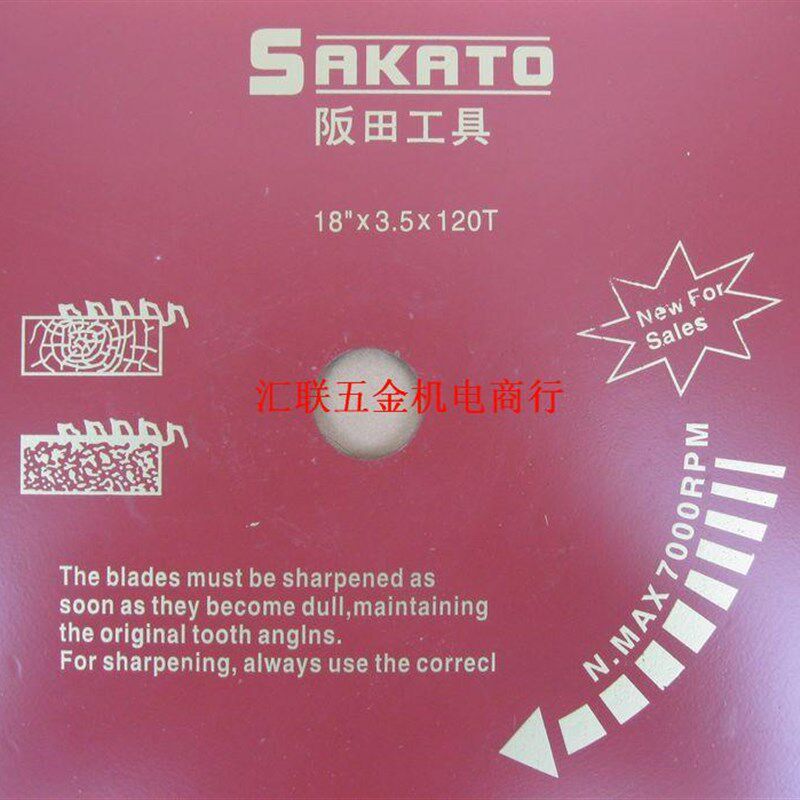 SAKATO
阪田工具
18"x3.5x120T
New For
Sales
汇联五金机电商行
N.MAX 7000RPM
The blades must be sharpened as
soon as they become dull,maintaining
the original tooth anglns.
For sharpening, always use the correcl